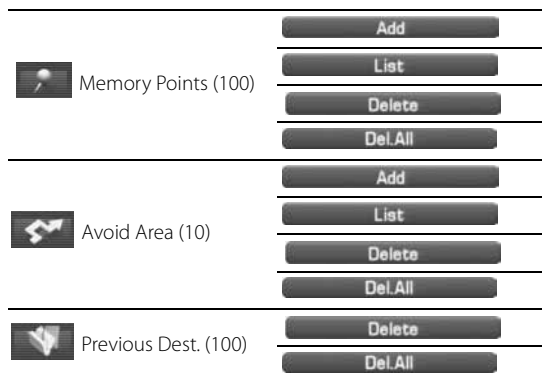 Memory Points (100)
Add
List
Delete
Del.All
Avoid Area (10)
Add
List
Delete
Del.All
Previous Dest. (100)
Delete
Del.All